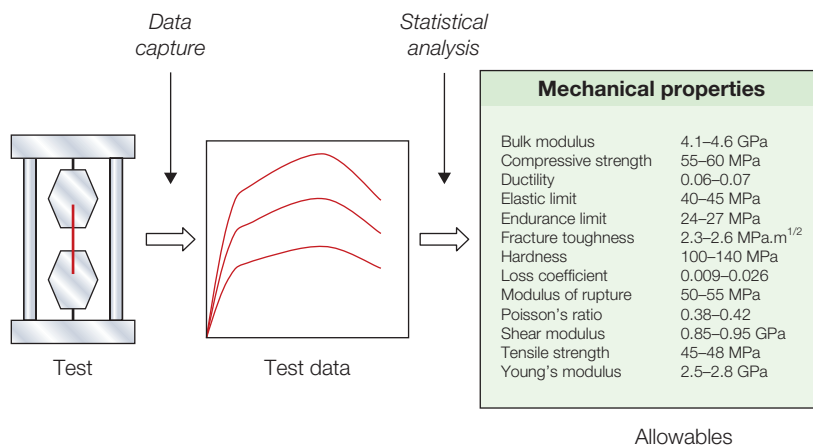 Data
capture
Statistical
analysis
Mechanical properties
Bulk modulus 4.1–4.6 GPa
Compressive strength 55–60 MPa
Ductility 0.06–0.07
Elastic limit 40–45 MPa
Endurance limit 24–27 MPa
Fracture toughness 2.3–2.6 MPa.m^1/2
Hardness 100–140 MPa
Loss coefficient 0.009–0.026
Modulus of rupture 50–55 MPa
Poisson's ratio 0.38–0.42
Shear modulus 0.85–0.95 GPa
Tensile strength 45–48 MPa
Young's modulus 2.5–2.8 GPa
Test
Test data
Allowables